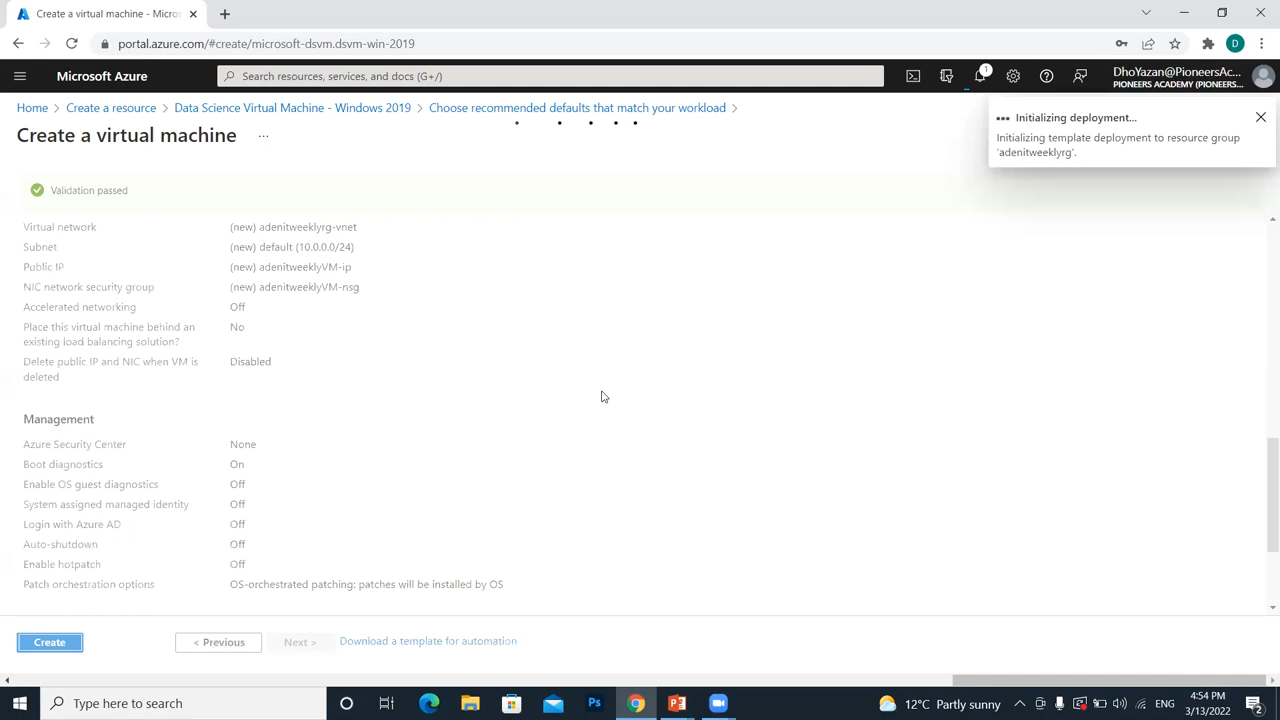 Create a virtual machine - Micros
portal.azure.com/#create/microsoft-dsvm.dsvm-win-2019
D
Microsoft Azure
Search resources, services, and docs (G+/)
1
DhoYazan@PioneersAc...
PIONEERS ACADEMY (PIONEERS...
Home > Create a resource > Data Science Virtual Machine - Windows 2019 > Choose recommended defaults that match your workload >
Create a virtual machine ...
Initializing deployment...
Initializing template deployment to resource group
'adenitweeklyrg'.
Validation passed
Virtual network (new) adenitweeklyrg-vnet
Subnet (new) default (10.0.0.0/24)
Public IP (new) adenitweeklyVM-ip
NIC network security group (new) adenitweeklyVM-nsg
Accelerated networking Off
Place this virtual machine behind an No
existing load balancing solution?
Delete public IP and NIC when VM is Disabled
deleted
Management
Azure Security Center None
Boot diagnostics On
Enable OS guest diagnostics Off
System assigned managed identity Off
Login with Azure AD Off
Auto-shutdown Off
Enable hotpatch Off
Patch orchestration options OS-orchestrated patching: patches will be installed by OS
Create < Previous Next > Download a template for automation
Type here to search
Ps
12°C Partly sunny
ENG
4:54 PM
3/13/2022
2